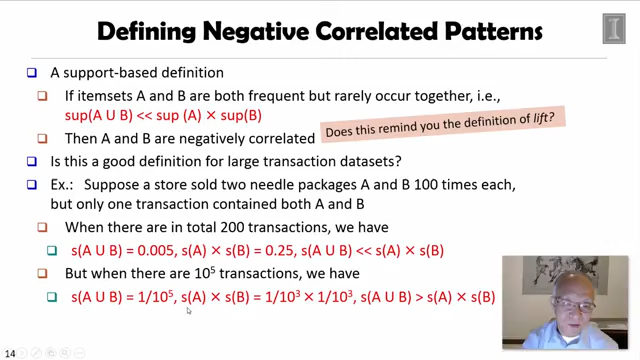 Defining Negative Correlated Patterns
I
A support-based definition
If itemsets A and B are both frequent but rarely occur together, i.e.,
sup(A U B) << sup (A) × sup(B)
Does this remind you the definition of lift?
Then A and B are negatively correlated
Is this a good definition for large transaction datasets?
Ex.: Suppose a store sold two needle packages A and B 100 times each,
but only one transaction contained both A and B
When there are in total 200 transactions, we have
s(A U B) = 0.005, s(A) × s(B) = 0.25, s(A U B) << s(A) × s(B)
But when there are 10⁵ transactions, we have
s(A U B) = 1/10⁵, s(A) × s(B) = 1/10³ × 1/10³, s(A U B) > s(A) × s(B)
14